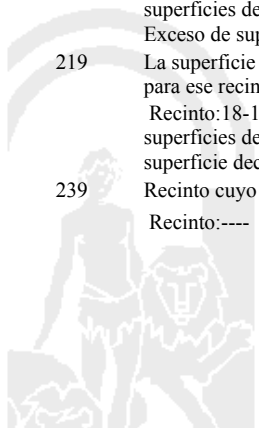 superficies de
Exceso de sup
219 La superficie
para ese recin
Recinto:18-1
superficies de
superficie dec
239 Recinto cuyo
Recinto:----